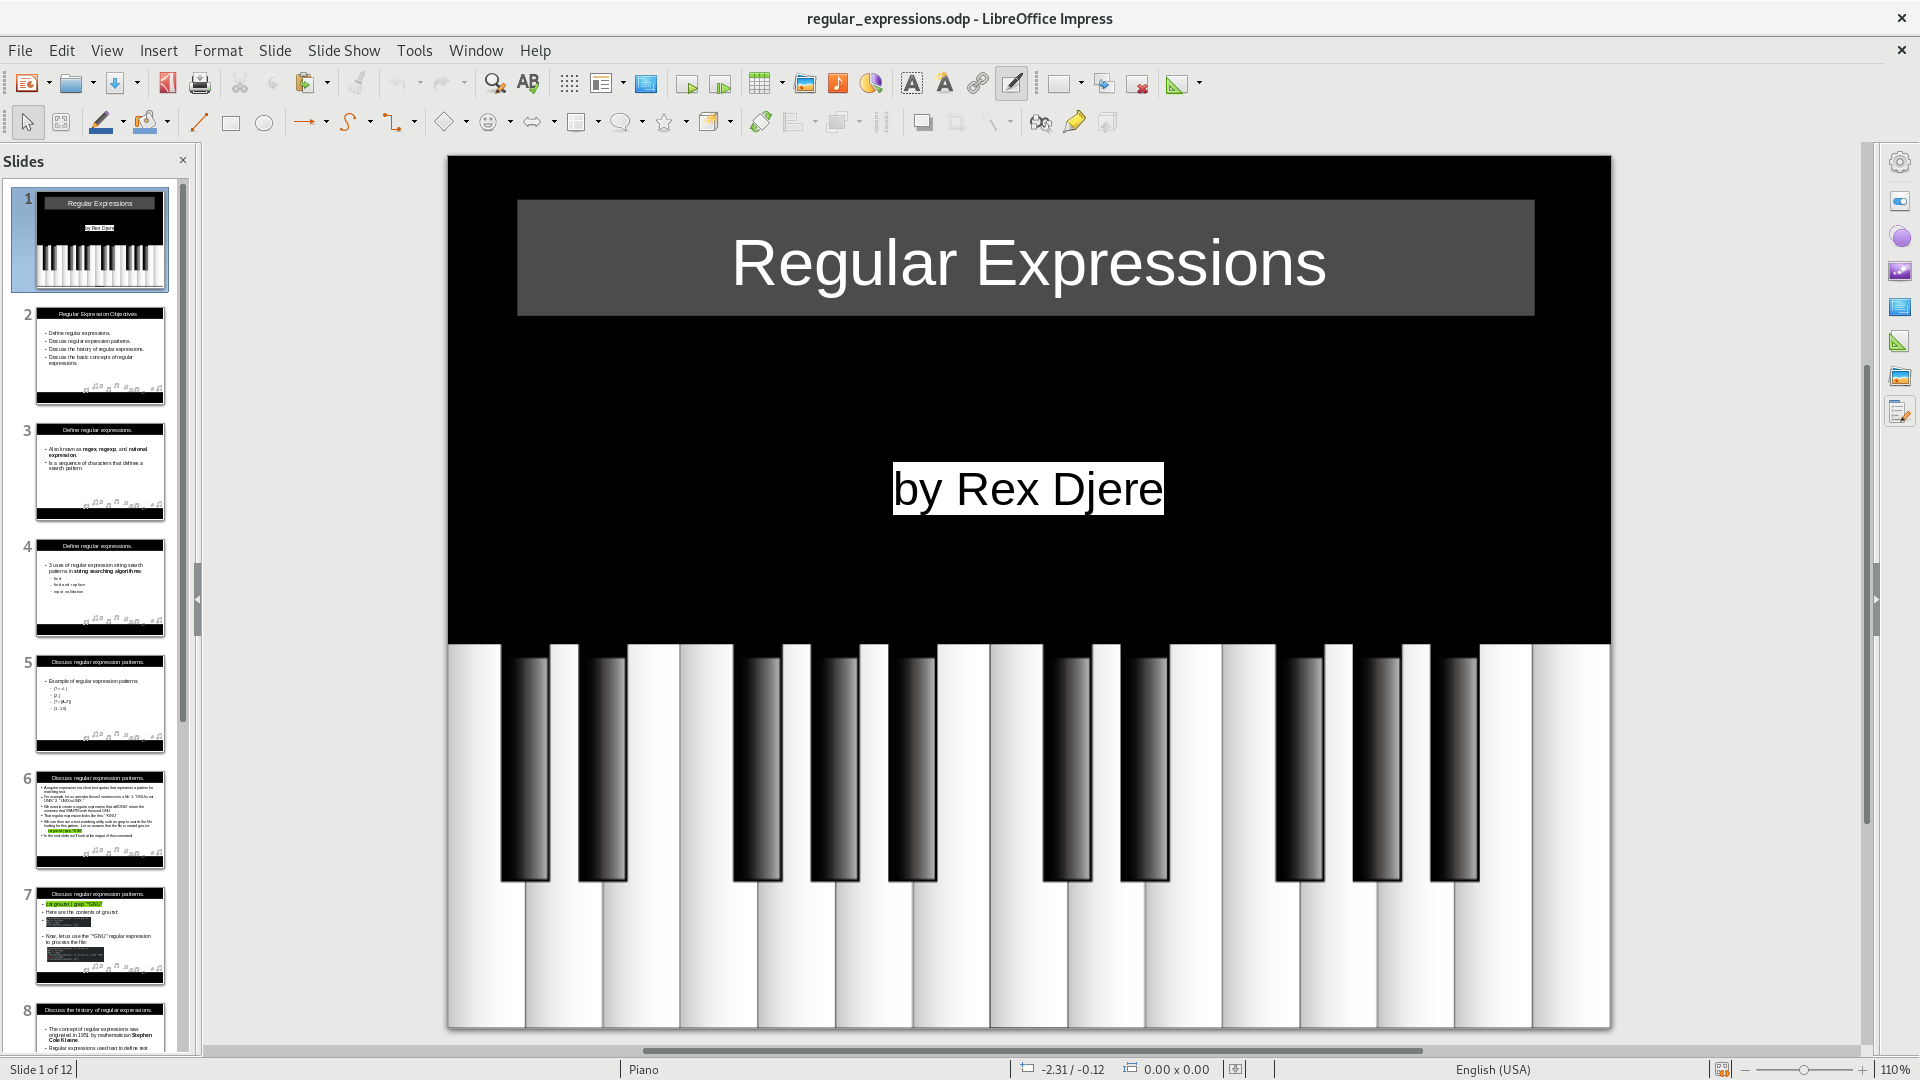 regular_expressions.odp - LibreOffice Impress
File Edit View Insert Format Slide Slide Show Tools Window Help
Slides
1
Regular Expressions
by Rex Djere
2
Regular Expression Objectives
• Define regular expressions.
• Discuss regular expression patterns.
• Discuss the history of regular expressions.
• Discuss the basic concepts of regular
expressions.
3
Define regular expressions.
• Also known as regex, regexp, and rational
expression.
• Is a sequence of characters that defines a
search pattern.
4
Define regular expressions.
• 3 uses of regular expression string search
patterns in string searching algorithms:
– find
– find and replace
– input validation
5
Discuss regular expression patterns.
• Example of regular expression patterns
6
Discuss regular expression patterns.
7
Discuss regular expression patterns.
• cat gnu.txt | grep "^GNU"
• Here are the contents of gnu.txt:
• Now, let us use the "^GNU" regular expression
to process the file:
8
Discuss the history of regular expressions.
• The concept of regular expressions was
originated in 1951 by mathematician Stephen
Cole Kleene.
• Regular expressions used text to define text
Regular Expressions
by Rex Djere
Slide 1 of 12
Piano
-2.31 / -0.12
0.00 x 0.00
English (USA)
110%